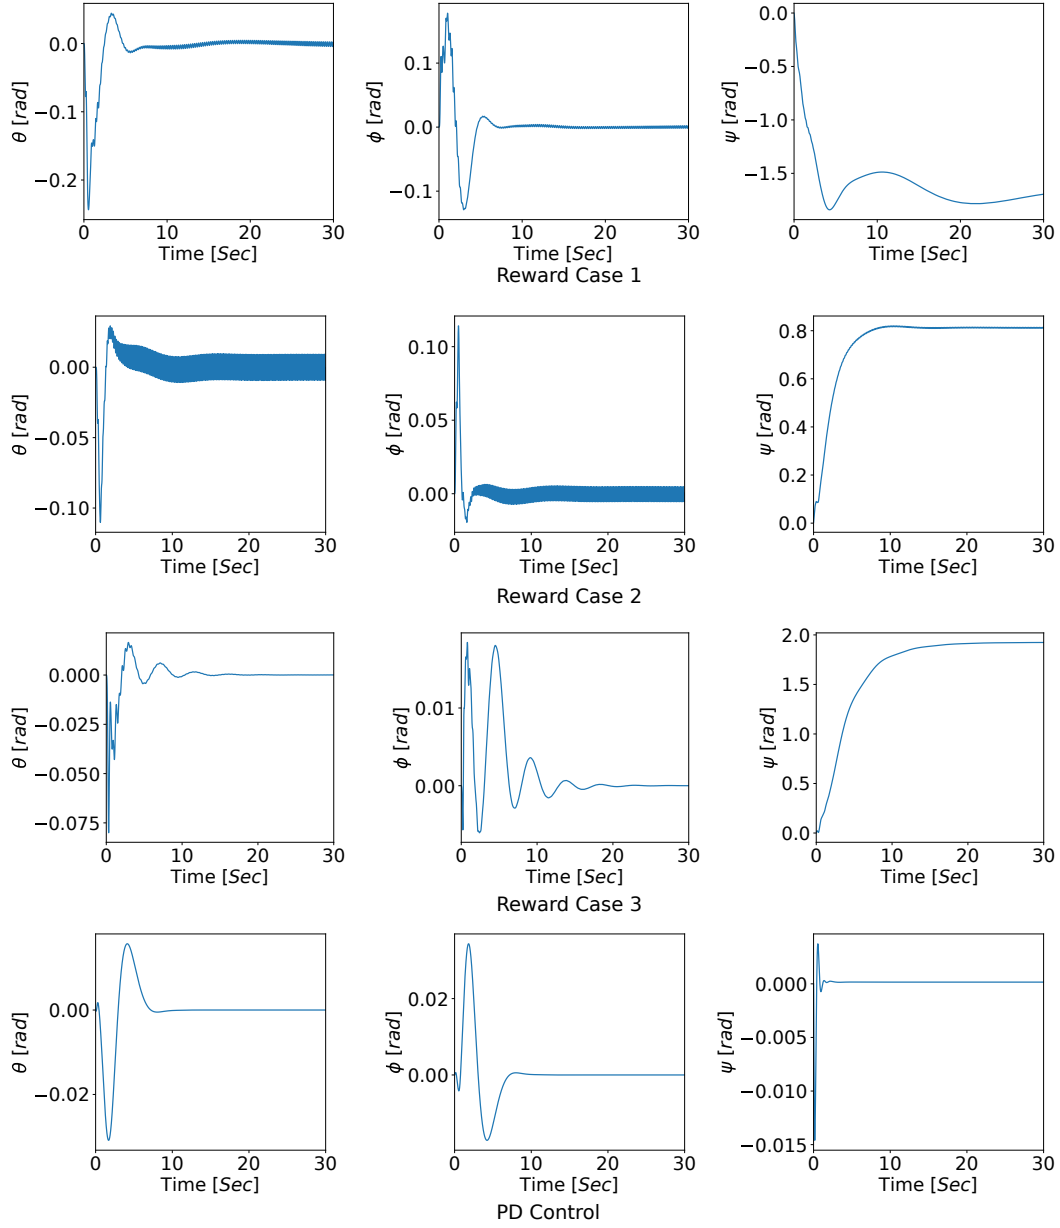 0.0
−0.1
−0.2
θ [rad]
0 10 20 30
Time [Sec]
0.1
0.0
−0.1
ϕ [rad]
0 10 20 30
Time [Sec]
0.0
−0.5
−1.0
−1.5
ψ [rad]
0 10 20 30
Time [Sec]
Reward Case 1
0.00
−0.05
−0.10
θ [rad]
0 10 20 30
Time [Sec]
0.10
0.05
0.00
ϕ [rad]
0 10 20 30
Time [Sec]
0.8
0.6
0.4
0.2
0.0
ψ [rad]
0 10 20 30
Time [Sec]
Reward Case 2
0.000
−0.025
−0.050
−0.075
θ [rad]
0 10 20 30
Time [Sec]
0.01
0.00
ϕ [rad]
0 10 20 30
Time [Sec]
2.0
1.5
1.0
0.5
0.0
ψ [rad]
0 10 20 30
Time [Sec]
Reward Case 3
0.00
−0.02
θ [rad]
0 10 20 30
Time [Sec]
0.02
0.00
ϕ [rad]
0 10 20 30
Time [Sec]
0.000
−0.005
−0.010
−0.015
ψ [rad]
0 10 20 30
Time [Sec]
PD Control